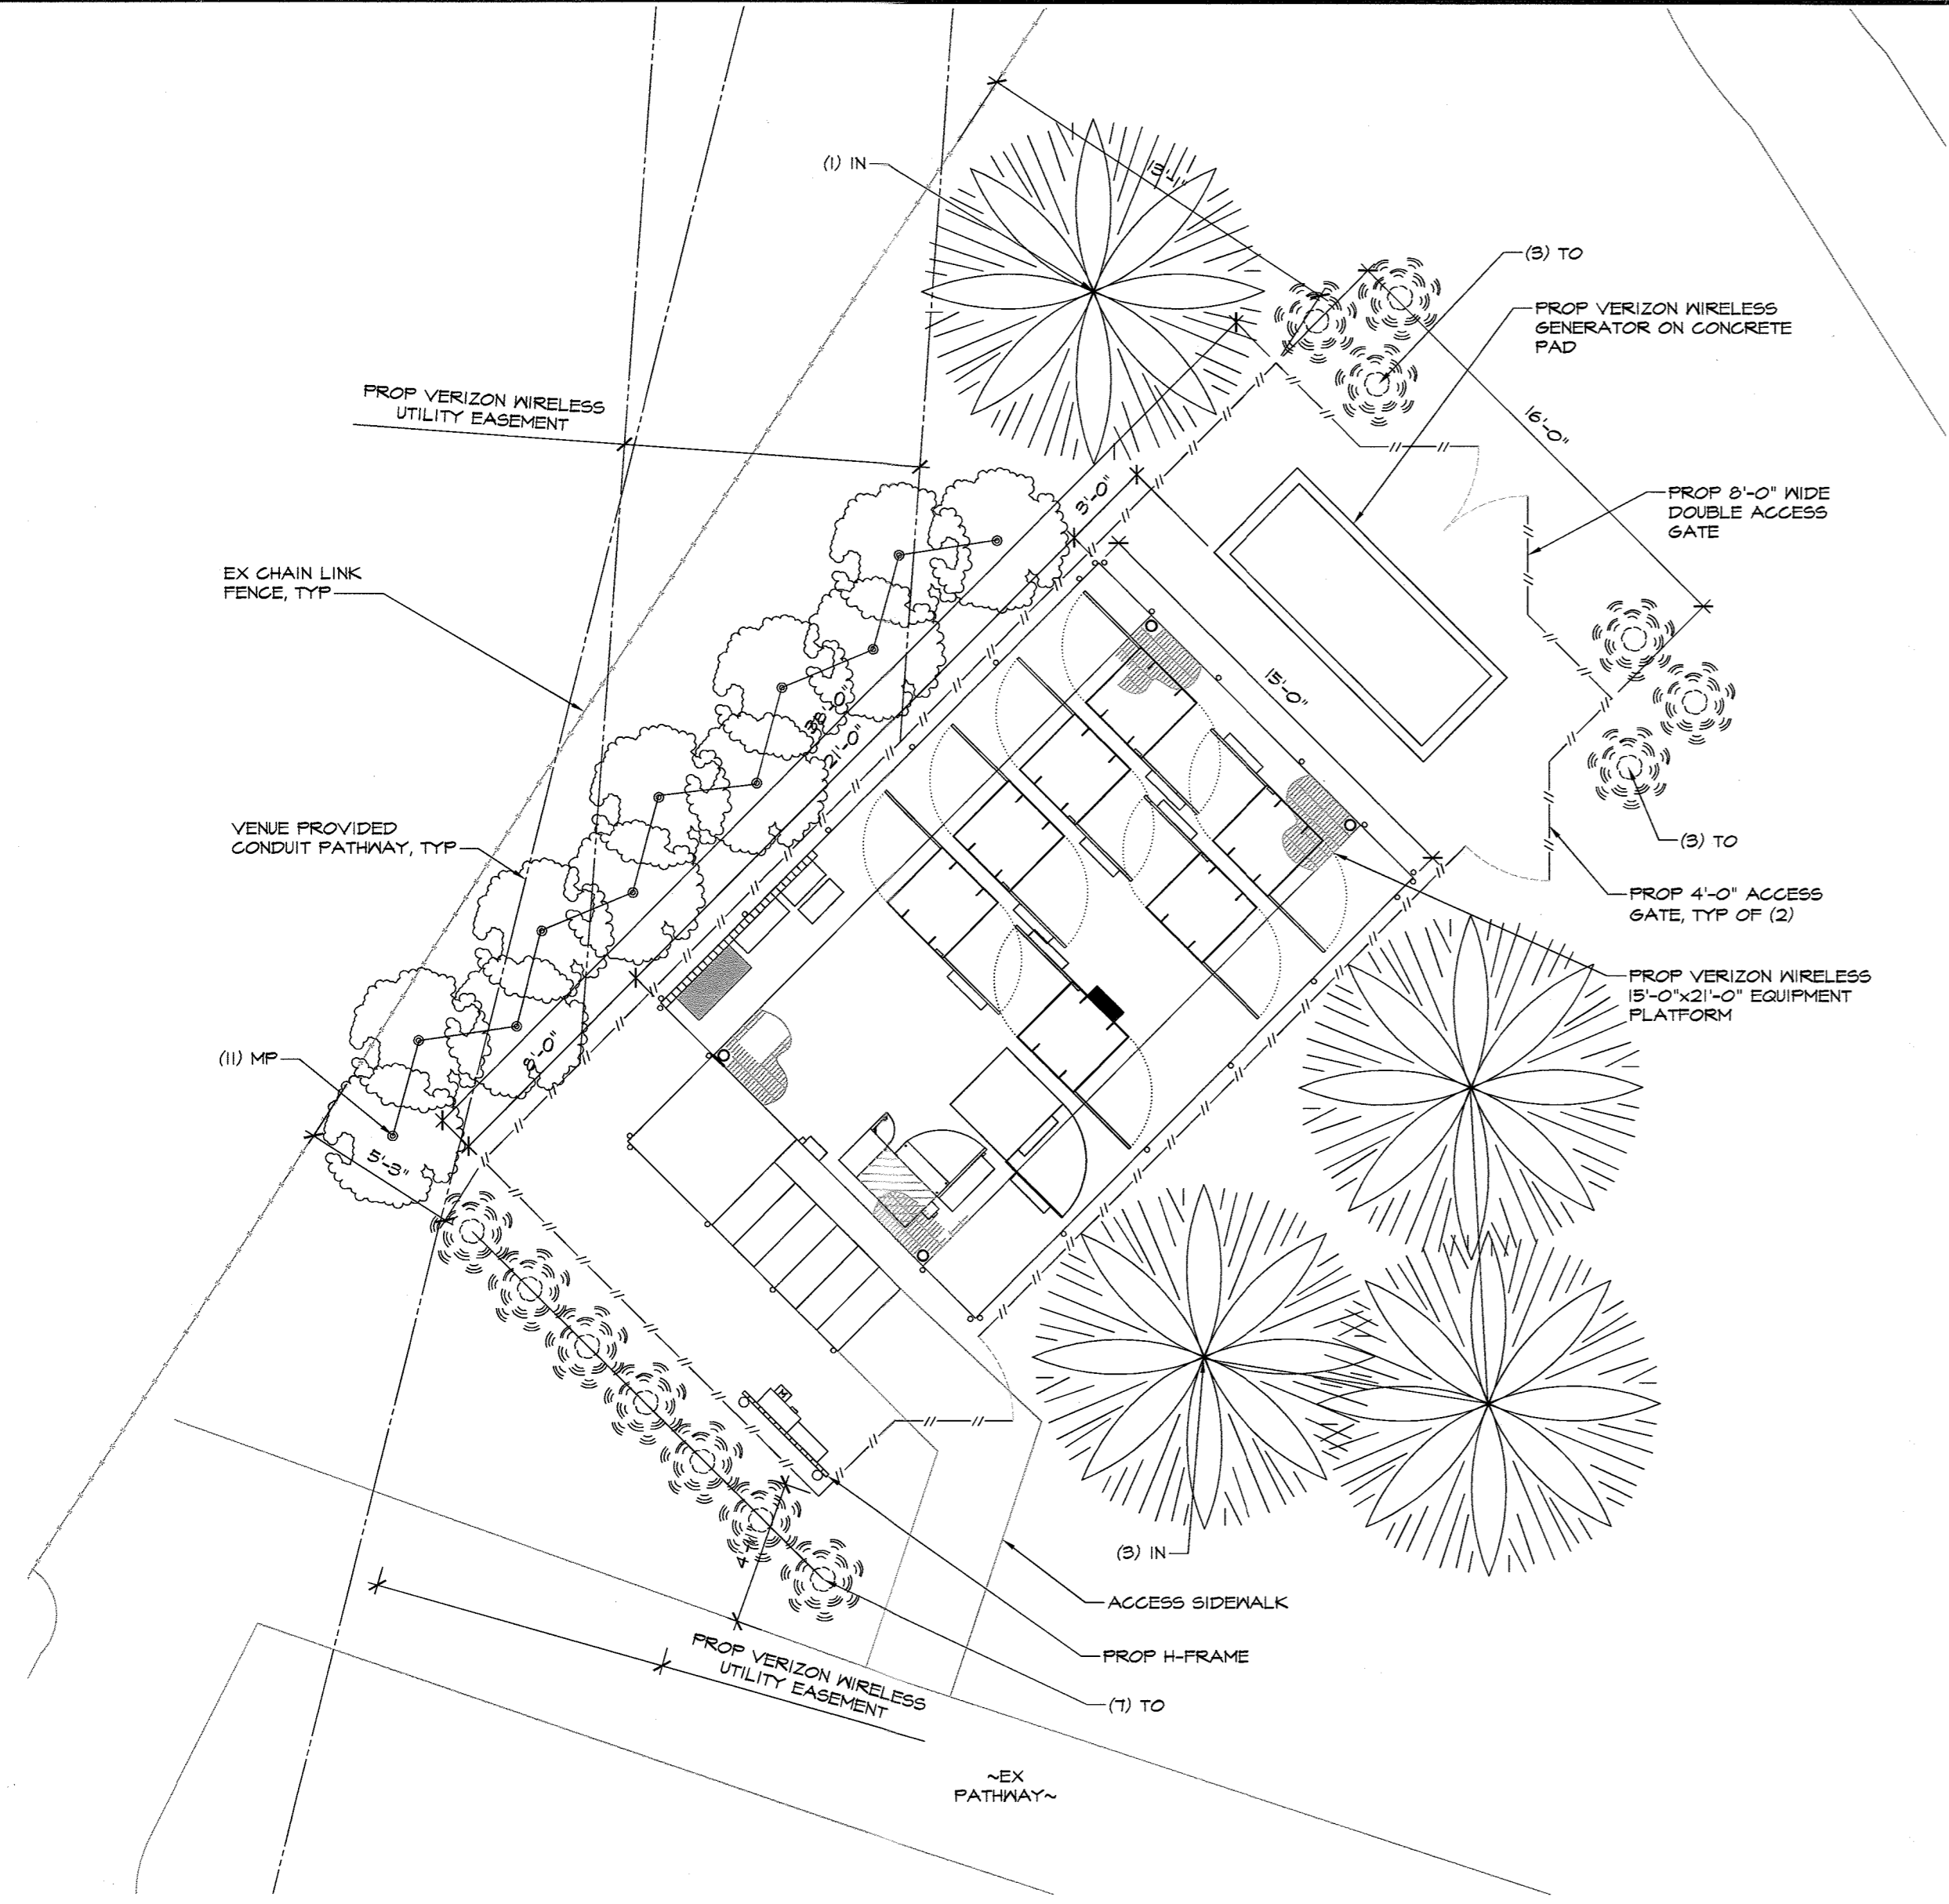 (1) IN
13'-1"
(3) TO
PROP VERIZON WIRELESS
GENERATOR ON CONCRETE
PAD
PROP VERIZON WIRELESS
UTILITY EASEMENT
16'-0"
3'-0"
PROP 8'-0" WIDE
DOUBLE ACCESS
GATE
EX CHAIN LINK
FENCE, TYP
15'-0"
38'-0"
21'-0"
VENUE PROVIDED
CONDUIT PATHWAY, TYP
(3) TO
PROP 4'-0" ACCESS
GATE, TYP OF (2)
PROP VERIZON WIRELESS
15'-0"x21'-0" EQUIPMENT
PLATFORM
(11) MP
5'-3"
M
(3) IN
ACCESS SIDEWALK
PROP H-FRAME
(7) TO
PROP VERIZON WIRELESS
UTILITY EASEMENT
~EX
PATHWAY~